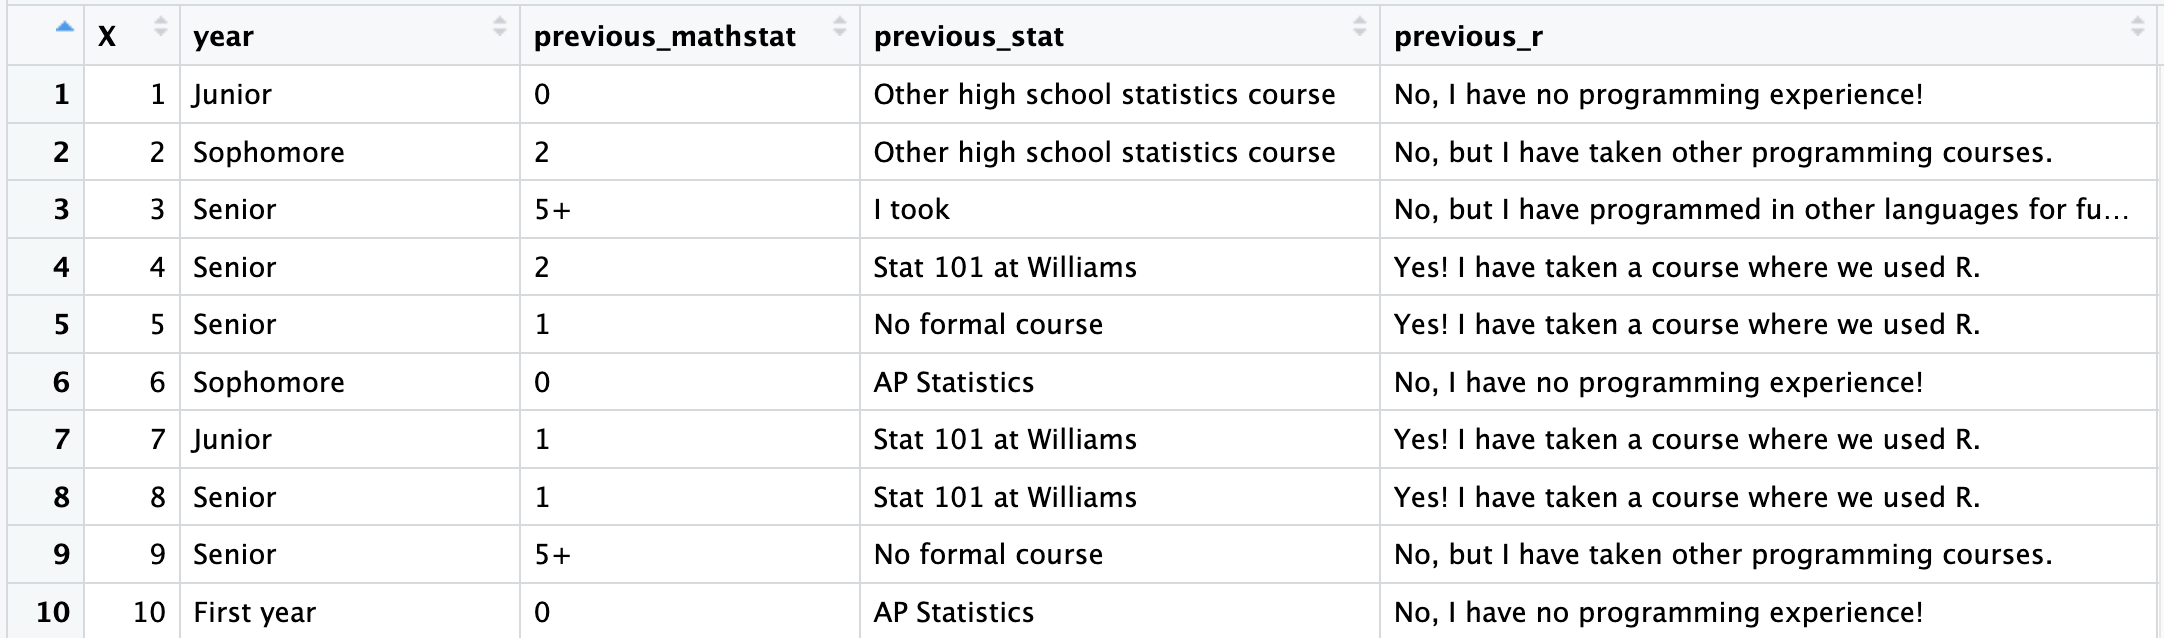 X year previous_mathstat previous_stat previous_r
1 1 Junior 0 Other high school statistics course No, I have no programming experience!
2 2 Sophomore 2 Other high school statistics course No, but I have taken other programming courses.
3 3 Senior 5+ I took No, but I have programmed in other languages for fu...
4 4 Senior 2 Stat 101 at Williams Yes! I have taken a course where we used R.
5 5 Senior 1 No formal course Yes! I have taken a course where we used R.
6 6 Sophomore 0 AP Statistics No, I have no programming experience!
7 7 Junior 1 Stat 101 at Williams Yes! I have taken a course where we used R.
8 8 Senior 1 Stat 101 at Williams Yes! I have taken a course where we used R.
9 9 Senior 5+ No formal course No, but I have taken other programming courses.
10 10 First year 0 AP Statistics No, I have no programming experience!